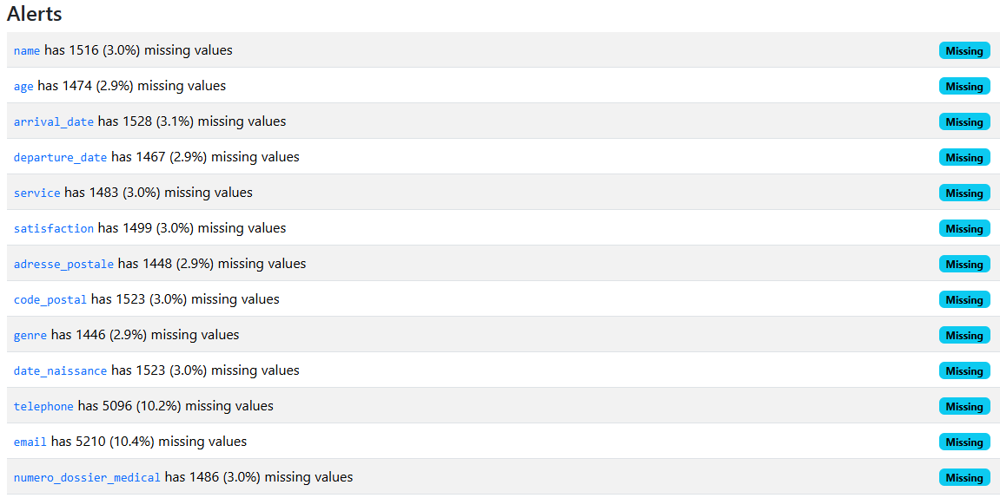 Alerts
name has 1516 (3.0%) missing values Missing
age has 1474 (2.9%) missing values Missing
arrival_date has 1528 (3.1%) missing values Missing
departure_date has 1467 (2.9%) missing values Missing
service has 1483 (3.0%) missing values Missing
satisfaction has 1499 (3.0%) missing values Missing
adresse_postale has 1448 (2.9%) missing values Missing
code_postal has 1523 (3.0%) missing values Missing
genre has 1446 (2.9%) missing values Missing
date_naissance has 1523 (3.0%) missing values Missing
telephone has 5096 (10.2%) missing values Missing
email has 5210 (10.4%) missing values Missing
numero_dossier_medical has 1486 (3.0%) missing values Missing